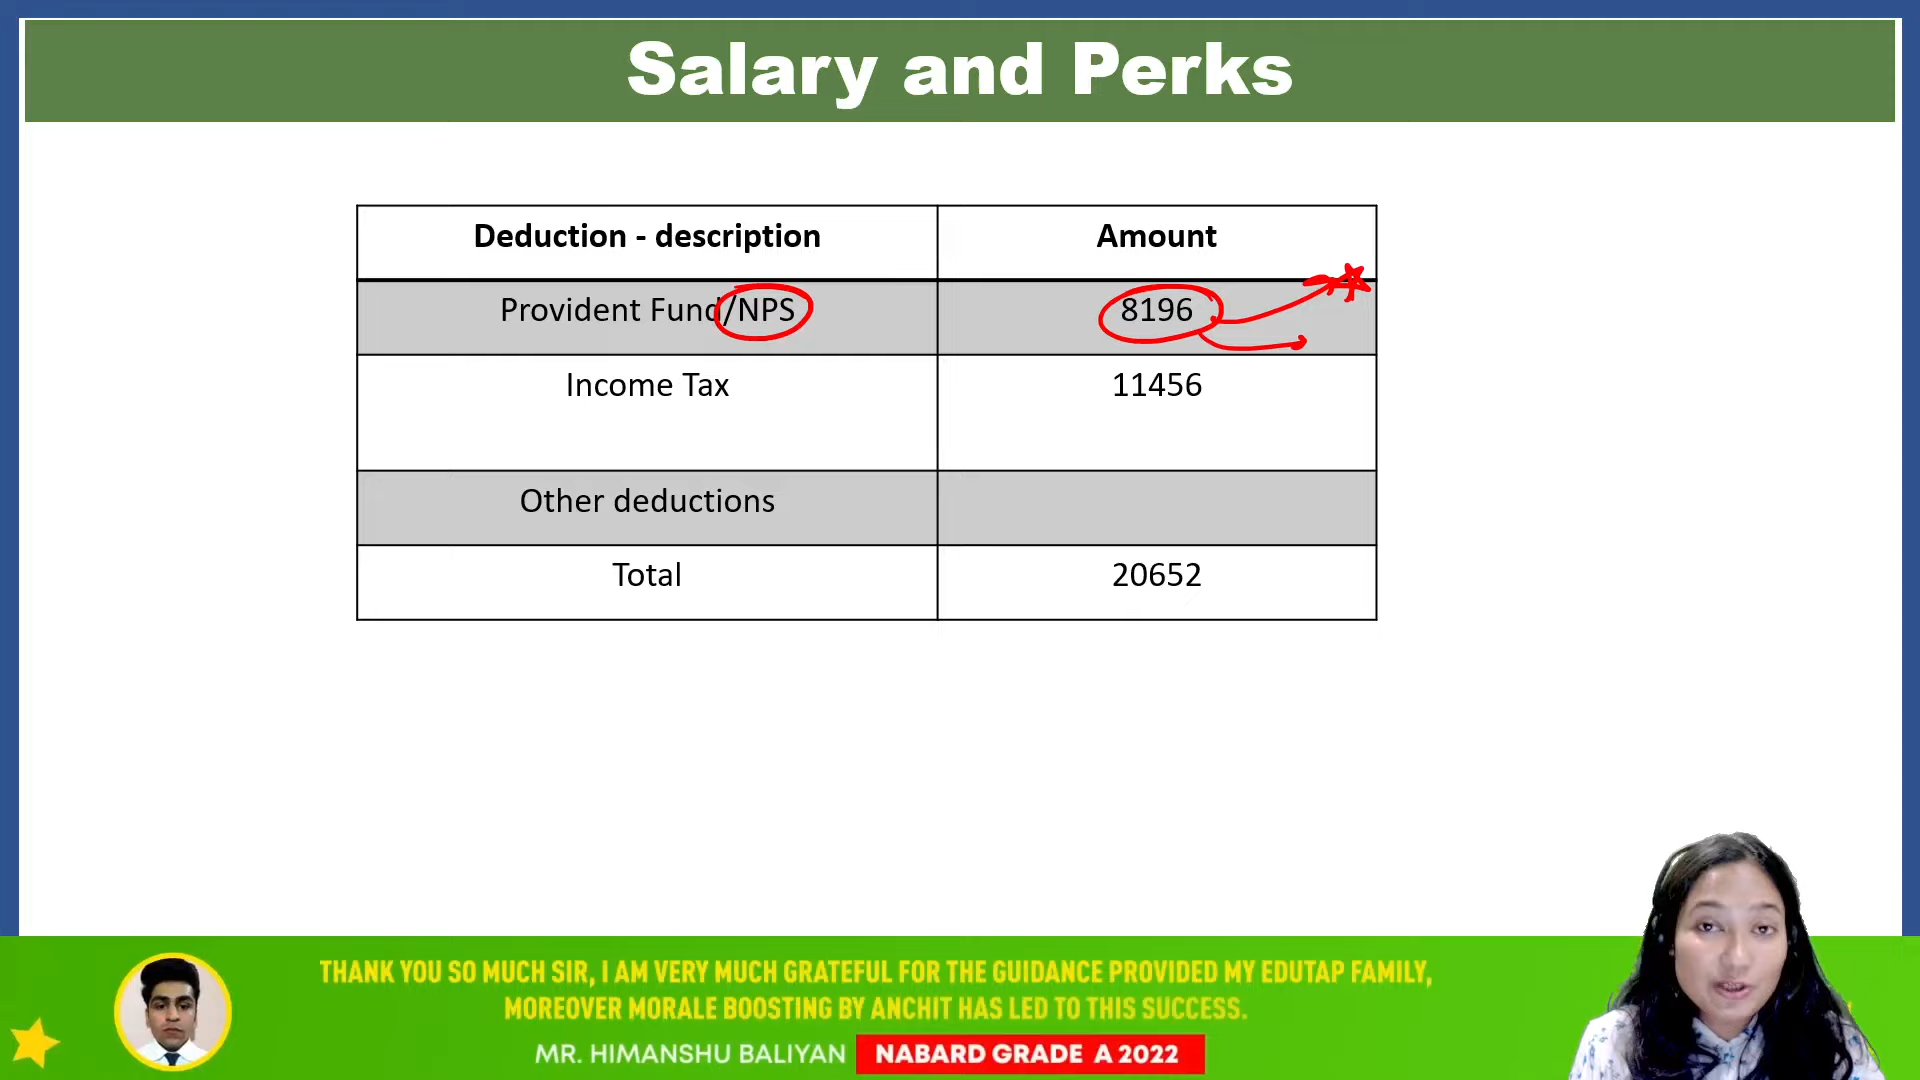 Salary and Perks
Deduction - description Amount
Provident Fund/NPS 8196
Income Tax 11456
Other deductions
Total 20652
THANK YOU SO MUCH SIR, I AM VERY MUCH GRATEFUL FOR THE GUIDANCE PROVIDED MY EDUTAP FAMILY,
MOREOVER MORALE BOOSTING BY ANCHIT HAS LED TO THIS SUCCESS.
MR. HIMANSHU BALIYAN NABARD GRADE A 2022